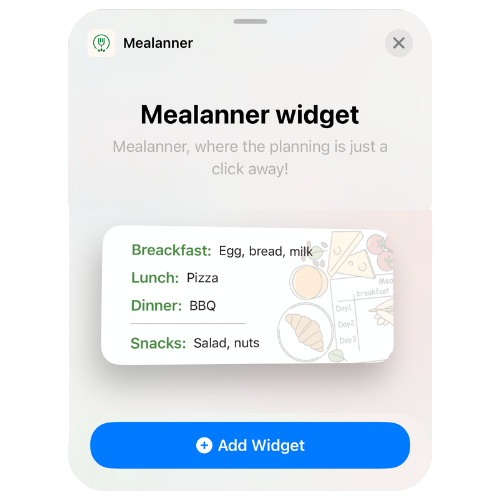 Mealanner
Mealanner widget
Mealanner, where the planning is just a
click away!
Breackfast: Egg, bread, milk
Lunch: Pizza
Dinner: BBQ
Snacks: Salad, nuts
Mea
breakfast
Day1
Day2
Day3
Add Widget